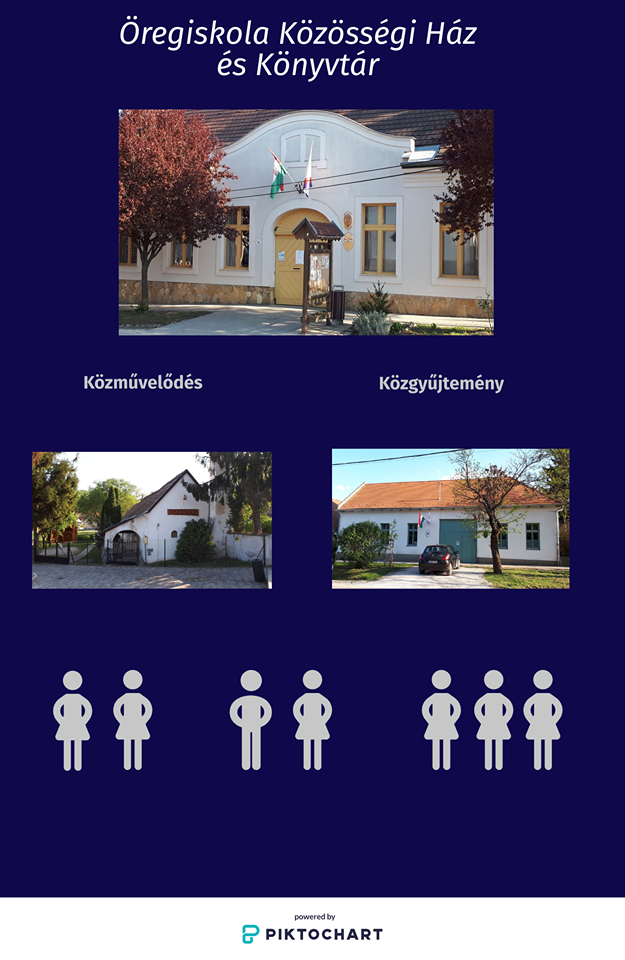 Öregiskola Közösségi Ház
és Könyvtár
Közművelődés
Közgyűjtemény
powered by
PIKTOCHART